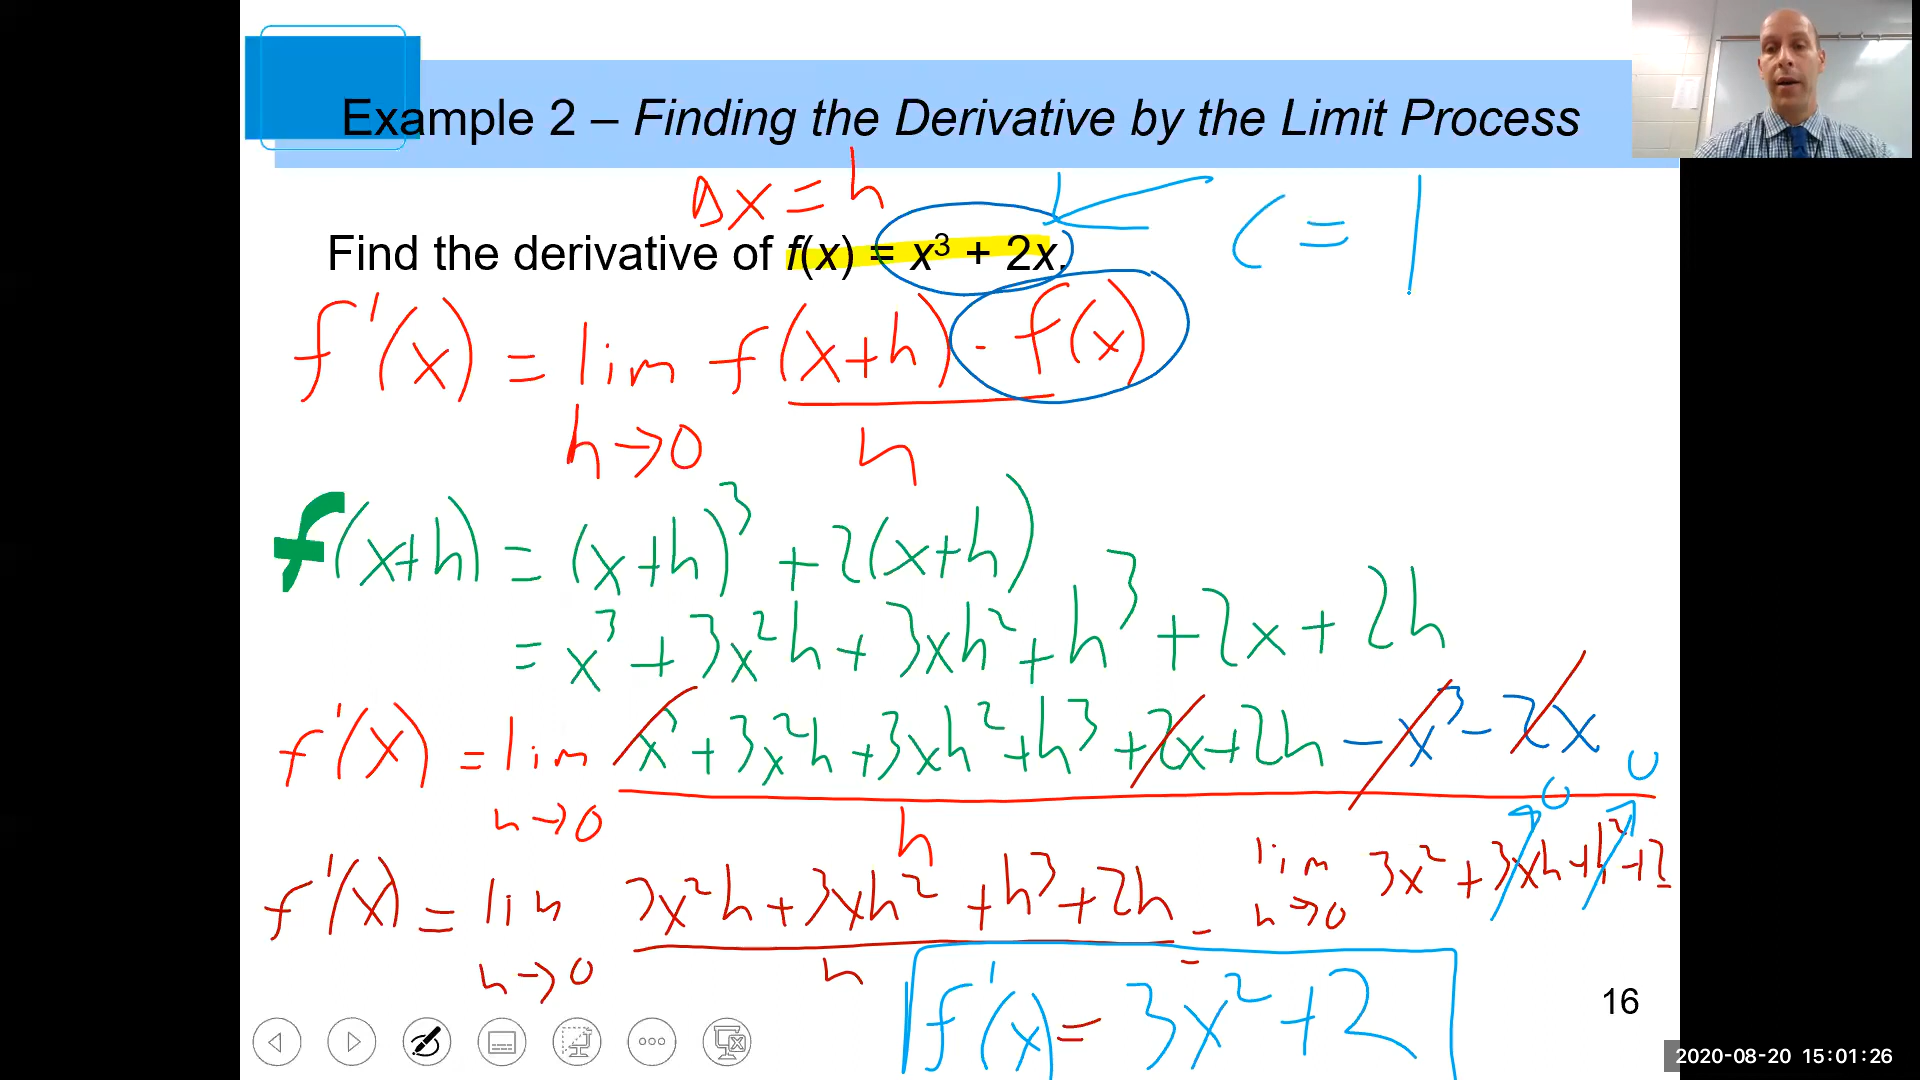 Example 2 – Finding the Derivative by the Limit Process
Δx = h
c = 1
Find the derivative of f(x) = x³ + 2x.
f'(x) = lim f(x+h) - f(x)
h→0 h
f(x+h) = (x+h)³ + 2(x+h)
= x³ + 3x²h + 3xh² + h³ + 2x + 2h
f'(x) = lim x³ + 3x²h + 3xh² + h³ + 2x + 2h - x³ - 2x
h→0 h
0 0
f'(x) = lim 3x²h + 3xh² + h³ + 2h = lim 3x² + 3xh + h² + 2
h→0 h h→0
f'(x) = 3x² + 2
16
2020-08-20 15:01:26